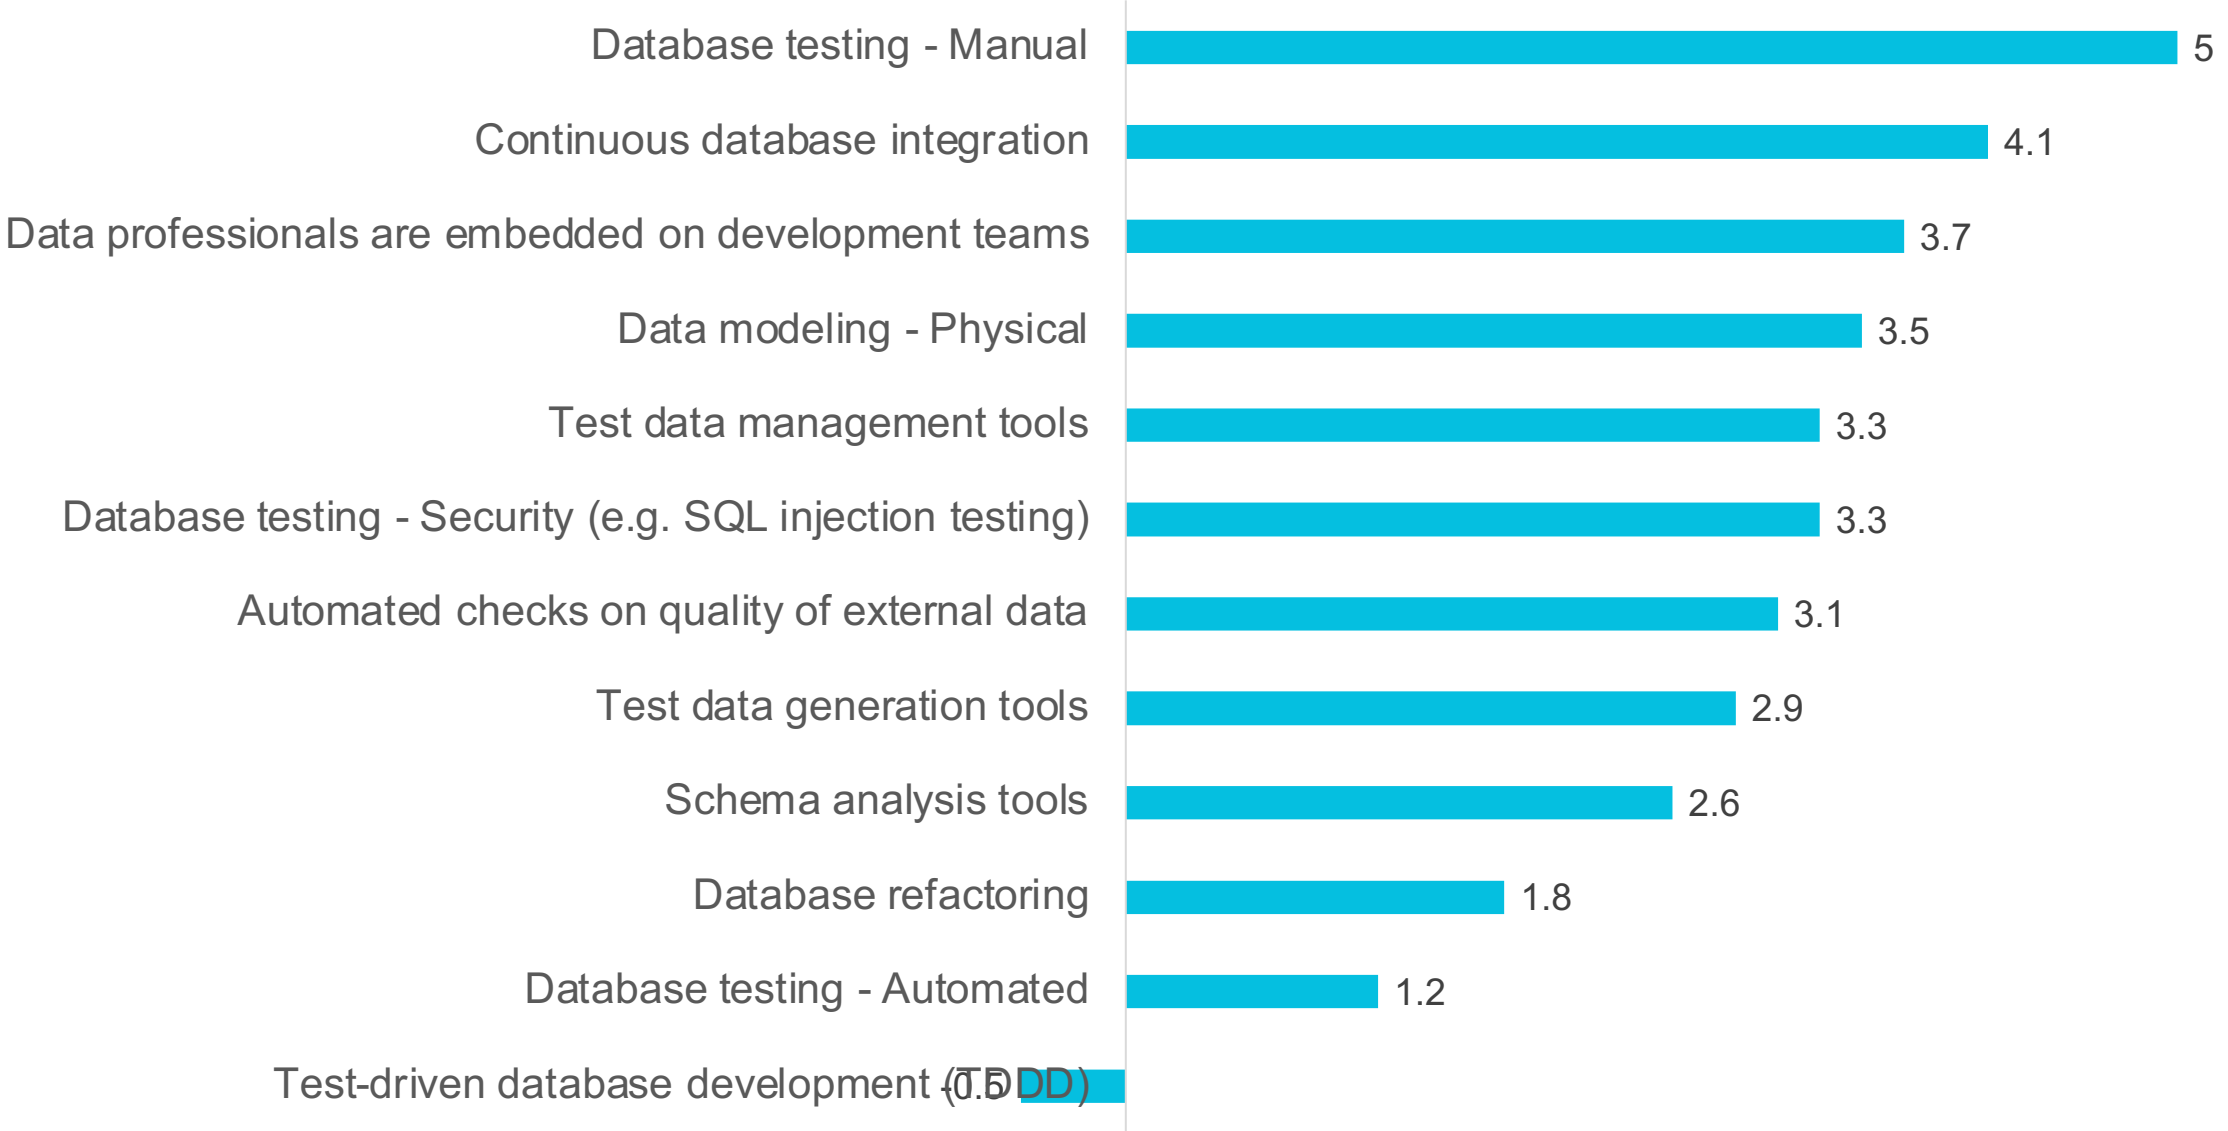 Database testing - Manual 5
Continuous database integration 4.1
Data professionals are embedded on development teams 3.7
Data modeling - Physical 3.5
Test data management tools 3.3
Database testing - Security (e.g. SQL injection testing) 3.3
Automated checks on quality of external data 3.1
Test data generation tools 2.9
Schema analysis tools 2.6
Database refactoring 1.8
Database testing - Automated 1.2
Test-driven database development (TDDD) -0.5